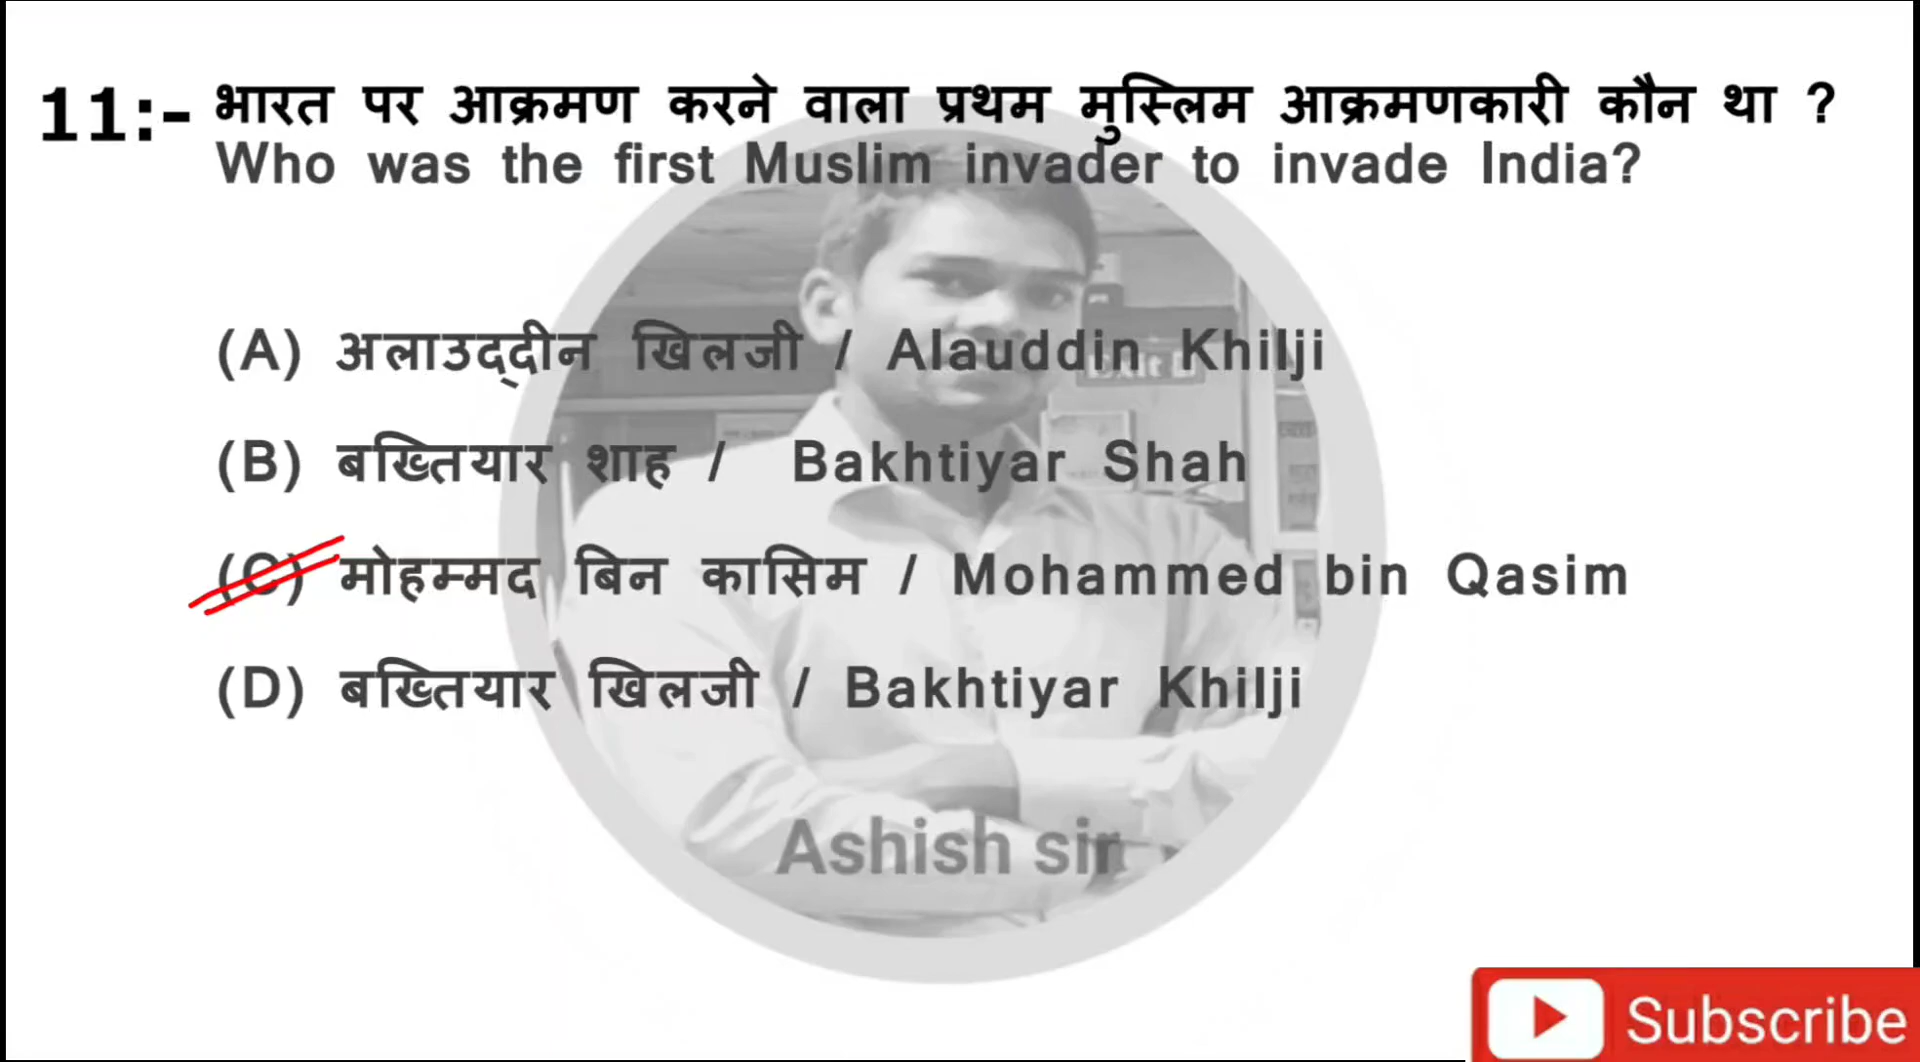 11:- भारत पर आक्रमण करने वाला प्रथम मुस्लिम आक्रमणकारी कौन था ?
Who was the first Muslim invader to invade India?
(A) अलाउद्दीन खिलजी / Alauddin Khilji
(B) बख्तियार शाह / Bakhtiyar Shah
(C) मोहम्मद बिन कासिम / Mohammed bin Qasim
(D) बख्तियार खिलजी / Bakhtiyar Khilji
Ashish sir
Subscribe